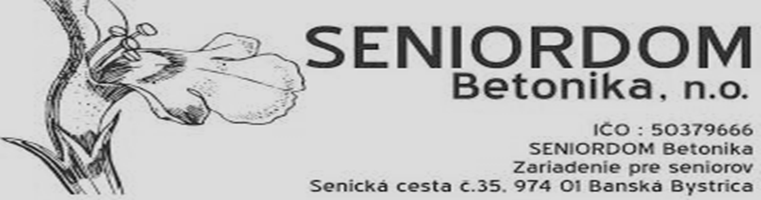 SENIORDOM
Betonika, n.o.
IČO : 50379666
SENIORDOM Betonika
Zariadenie pre seniorov
Senická cesta č.35, 974 01 Banská Bystrica